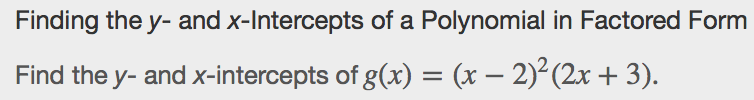 Finding the y- and x-Intercepts of a Polynomial in Factored Form
Find the y- and x-intercepts of g(x) = (x − 2)²(2x + 3).